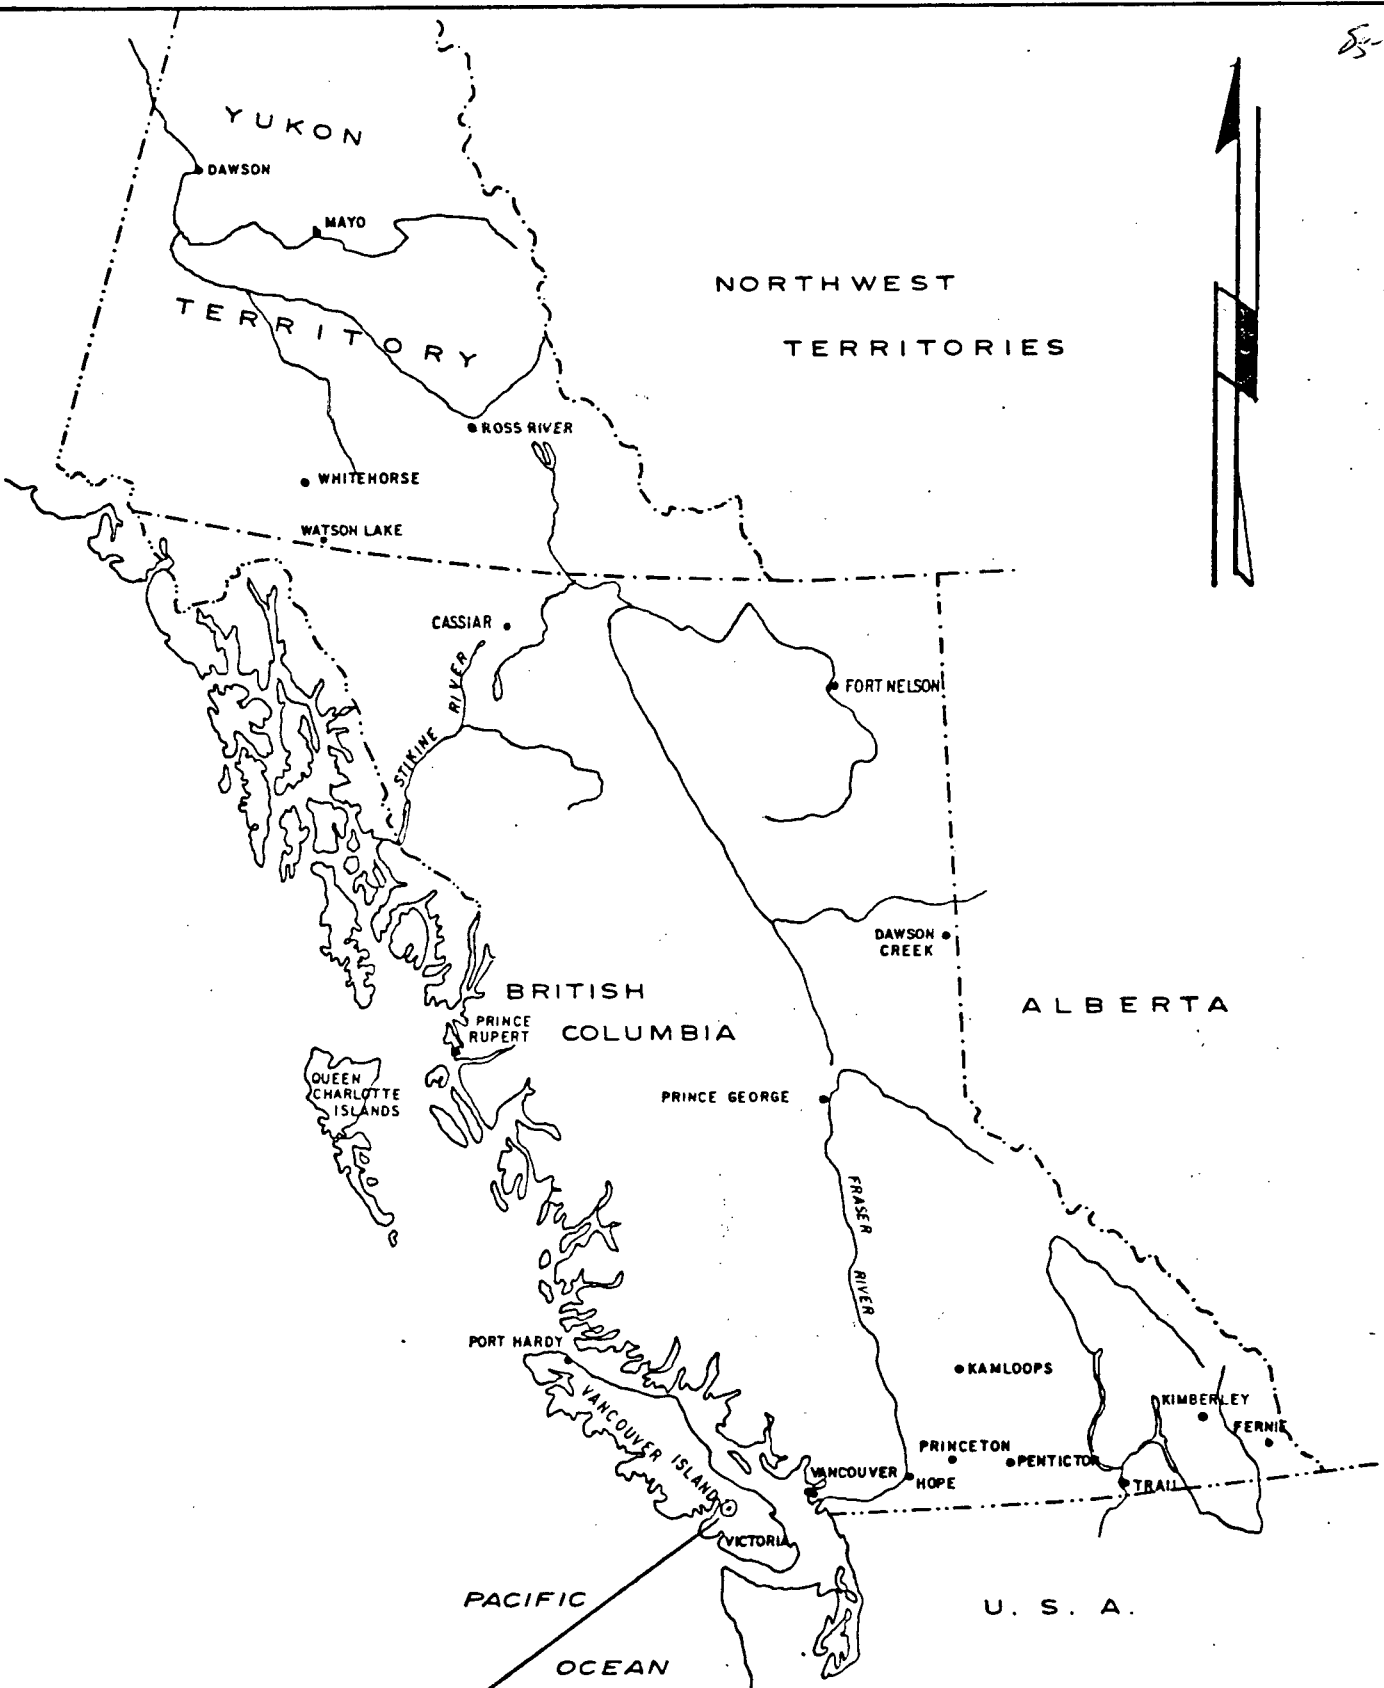 YUKON
DAWSON
MAYO
NORTHWEST
TERRITORY
TERRITORIES
ROSS RIVER
WHITEHORSE
WATSON LAKE
CASSIAR
STIKINE RIVER
FORT NELSON
DAWSON
CREEK
BRITISH
COLUMBIA
ALBERTA
PRINCE
RUPERT
QUEEN
CHARLOTTE
ISLANDS
PRINCE GEORGE
FRASER RIVER
PORT HARDY
VANCOUVER ISLAND
KAMLOOPS
KIMBERLEY
FERNIE
PRINCETON
PENTICTON
VANCOUVER
HOPE
TRAIL
VICTORIA
PACIFIC
OCEAN
U. S. A.